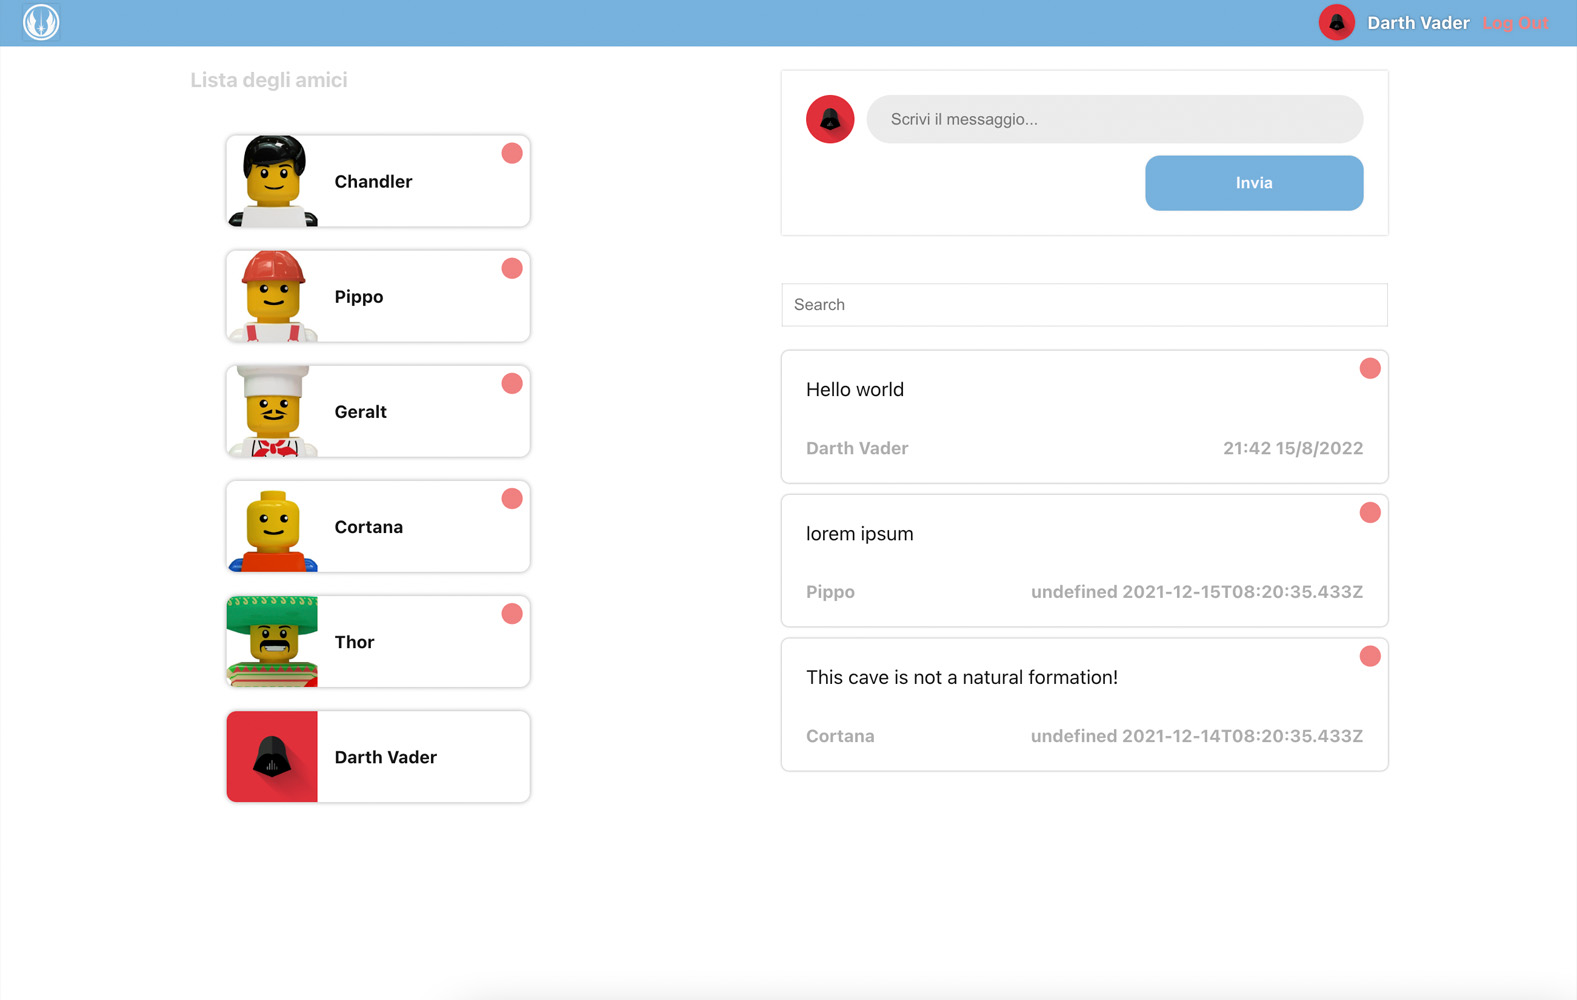 Darth Vader Log Out
Lista degli amici
Chandler
Pippo
Geralt
Cortana
Thor
Darth Vader
Scrivi il messaggio...
Invia
Search
Hello world
Darth Vader 21:42 15/8/2022
lorem ipsum
Pippo undefined 2021-12-15T08:20:35.433Z
This cave is not a natural formation!
Cortana undefined 2021-12-14T08:20:35.433Z